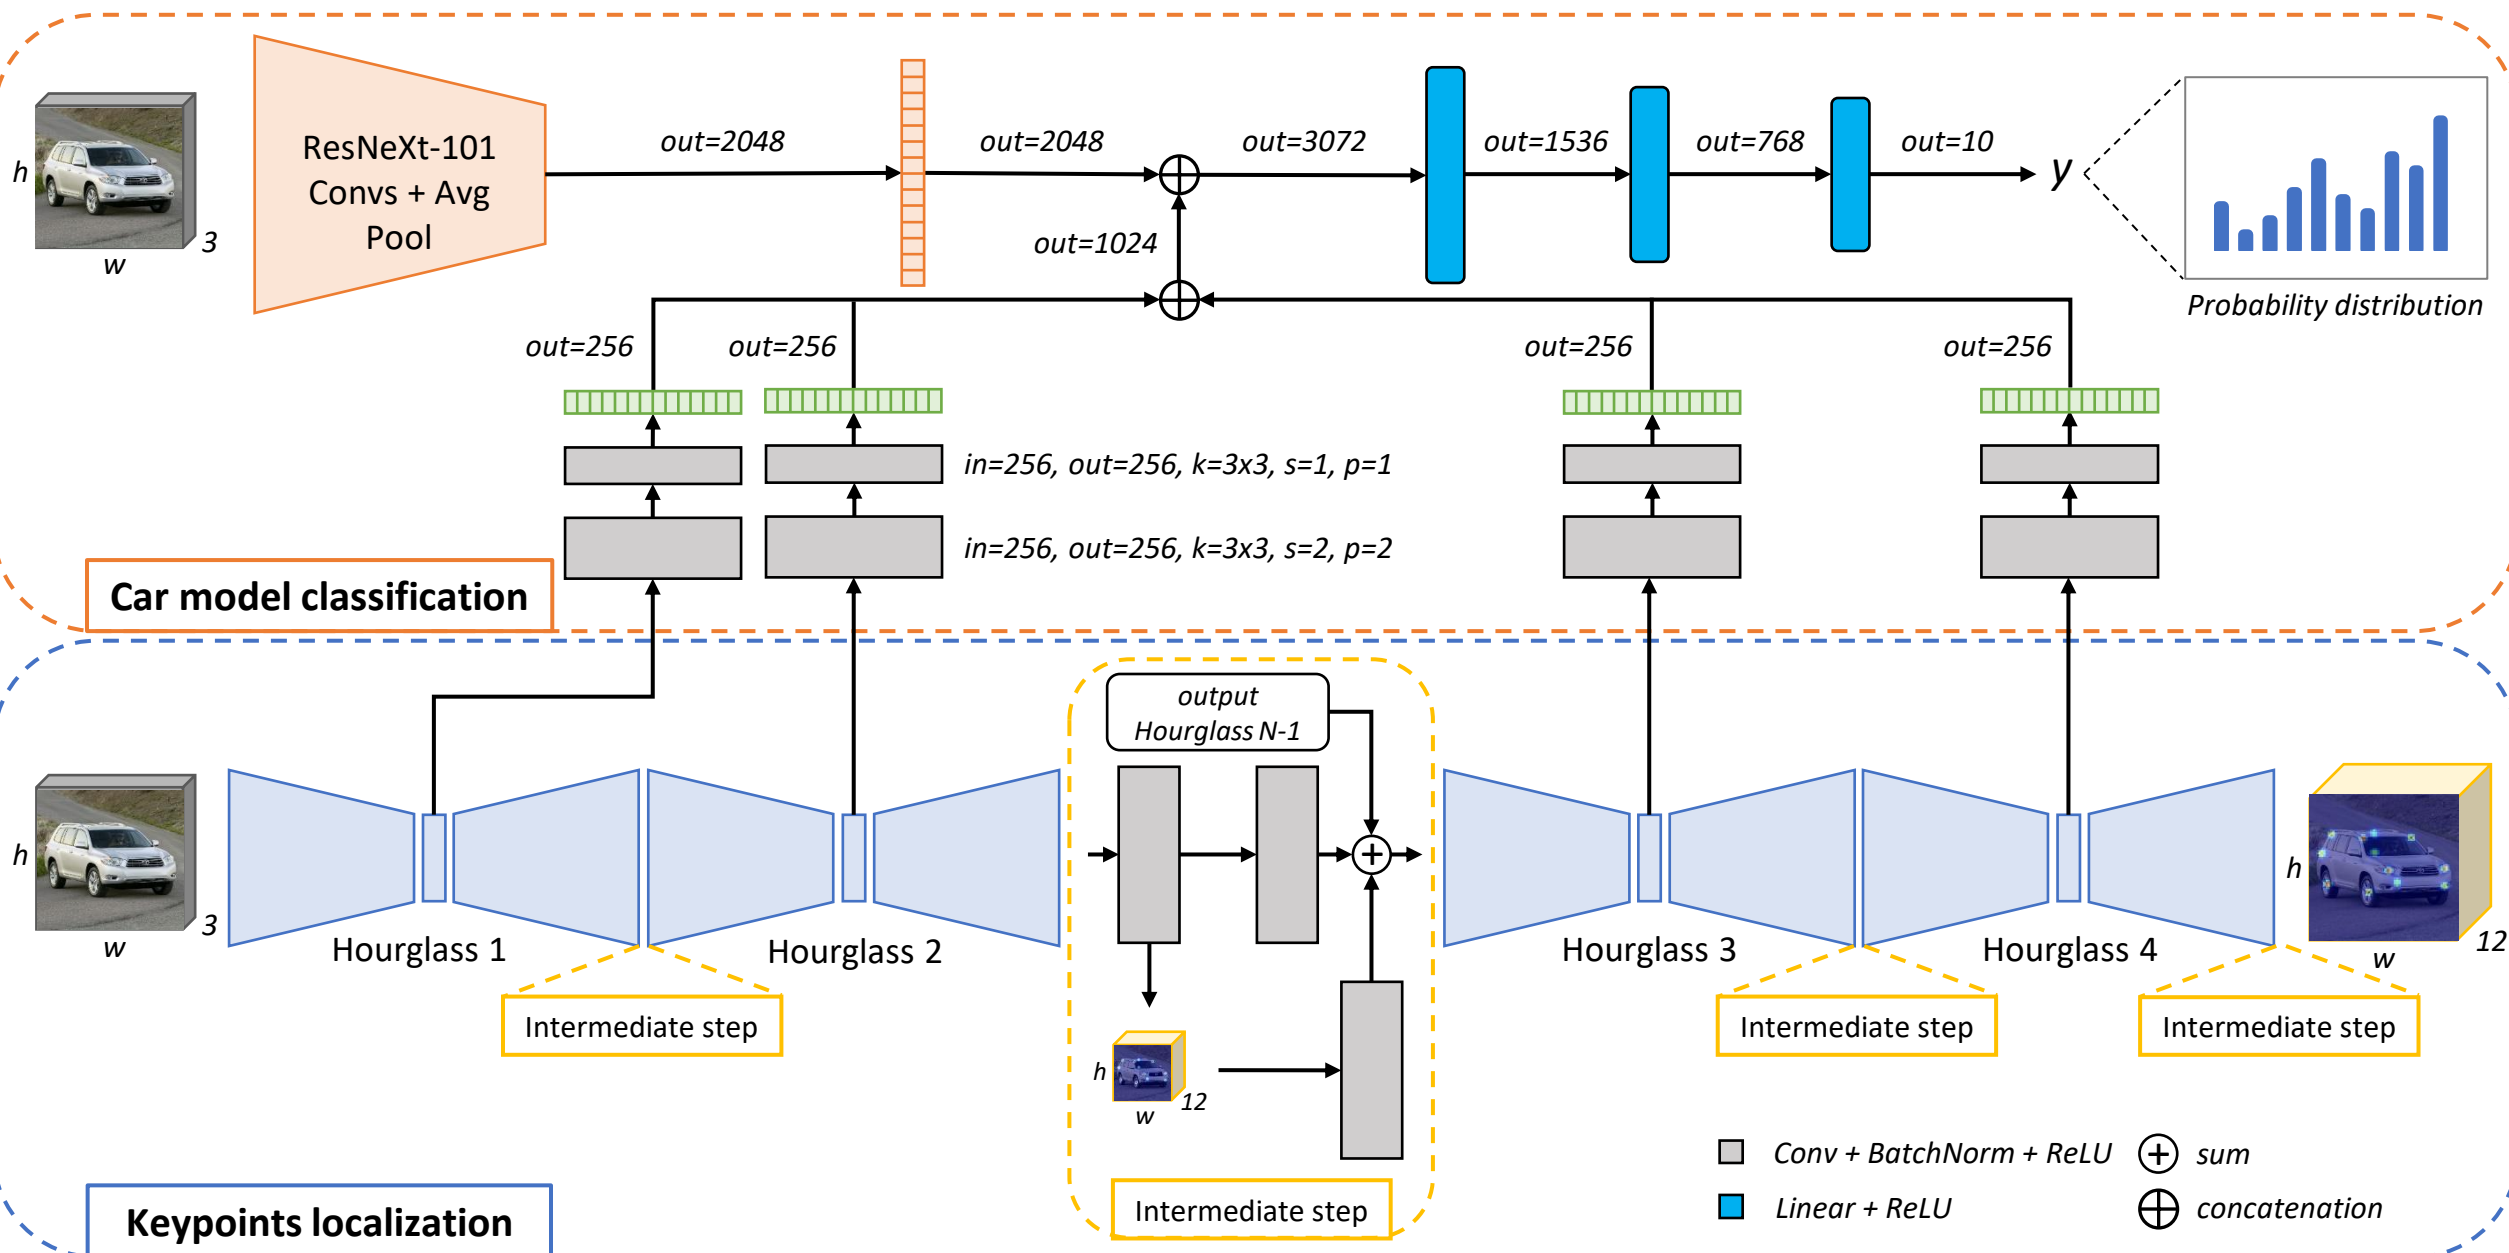 h
w
3
ResNeXt-101
Convs + Avg
Pool
out=2048
out=2048
out=3072
out=1536
out=768
out=10
y
out=1024
Probability distribution
out=256
out=256
out=256
out=256
in=256, out=256, k=3x3, s=1, p=1
in=256, out=256, k=3x3, s=2, p=2
Car model classification
output
Hourglass N-1
h
w
3
Hourglass 1
Hourglass 2
Hourglass 3
Hourglass 4
h
w
12
Intermediate step
Intermediate step
Intermediate step
h
w
12
Intermediate step
Conv + BatchNorm + ReLU
sum
Linear + ReLU
concatenation
Keypoints localization